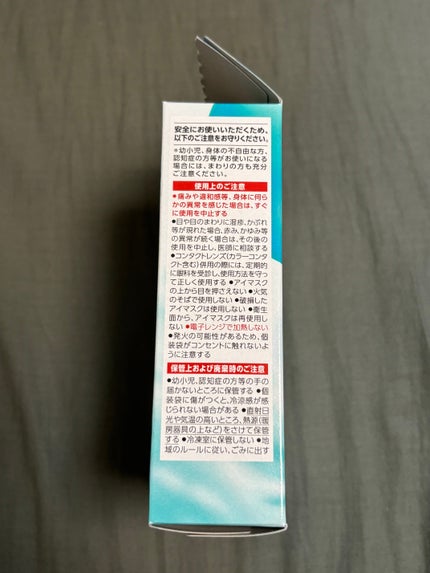 安全にお使いいただくため、
以下のご注意をお守りください。
＊幼小児、身体の不自由な方、
認知症の方等がお使いになる
場合には、まわりの方も充分
ご注意ください。
使用上のご注意
●痛みや違和感等、身体に何ら
かの異常を感じた場合は、すぐ
に使用を中止する
●目や目のまわりに湿疹、かぶれ
等が現れた場合、赤み、かゆみ等
の異常が続く場合は、その後の
使用を中止し、医師に相談する
●コンタクトレンズ(カラーコン
タクト含む)併用の際には、定期的
に眼科を受診し、使用方法を守っ
て正しく使用する ●アイマスク
の上から目を押さえない ●火気
のそばで使用しない ●破損した
アイマスクは使用しない ●衛生
面から、アイマスクは再使用し
ない ●電子レンジで加熱しない
●発火の可能性があるため、個
装袋がコンセントに触れないよ
うに注意する
保管上および廃棄時のご注意
●幼小児、認知症の方等の手の
届かないところに保管する ●個
装袋に傷がつくと、冷涼感が感
じられない場合がある ●直射日
光や気温の高いところ、熱源(暖
房器具の上など)をさけて保管
する ●冷凍室に保管しない ●地
域のルールに従い、ごみに出す